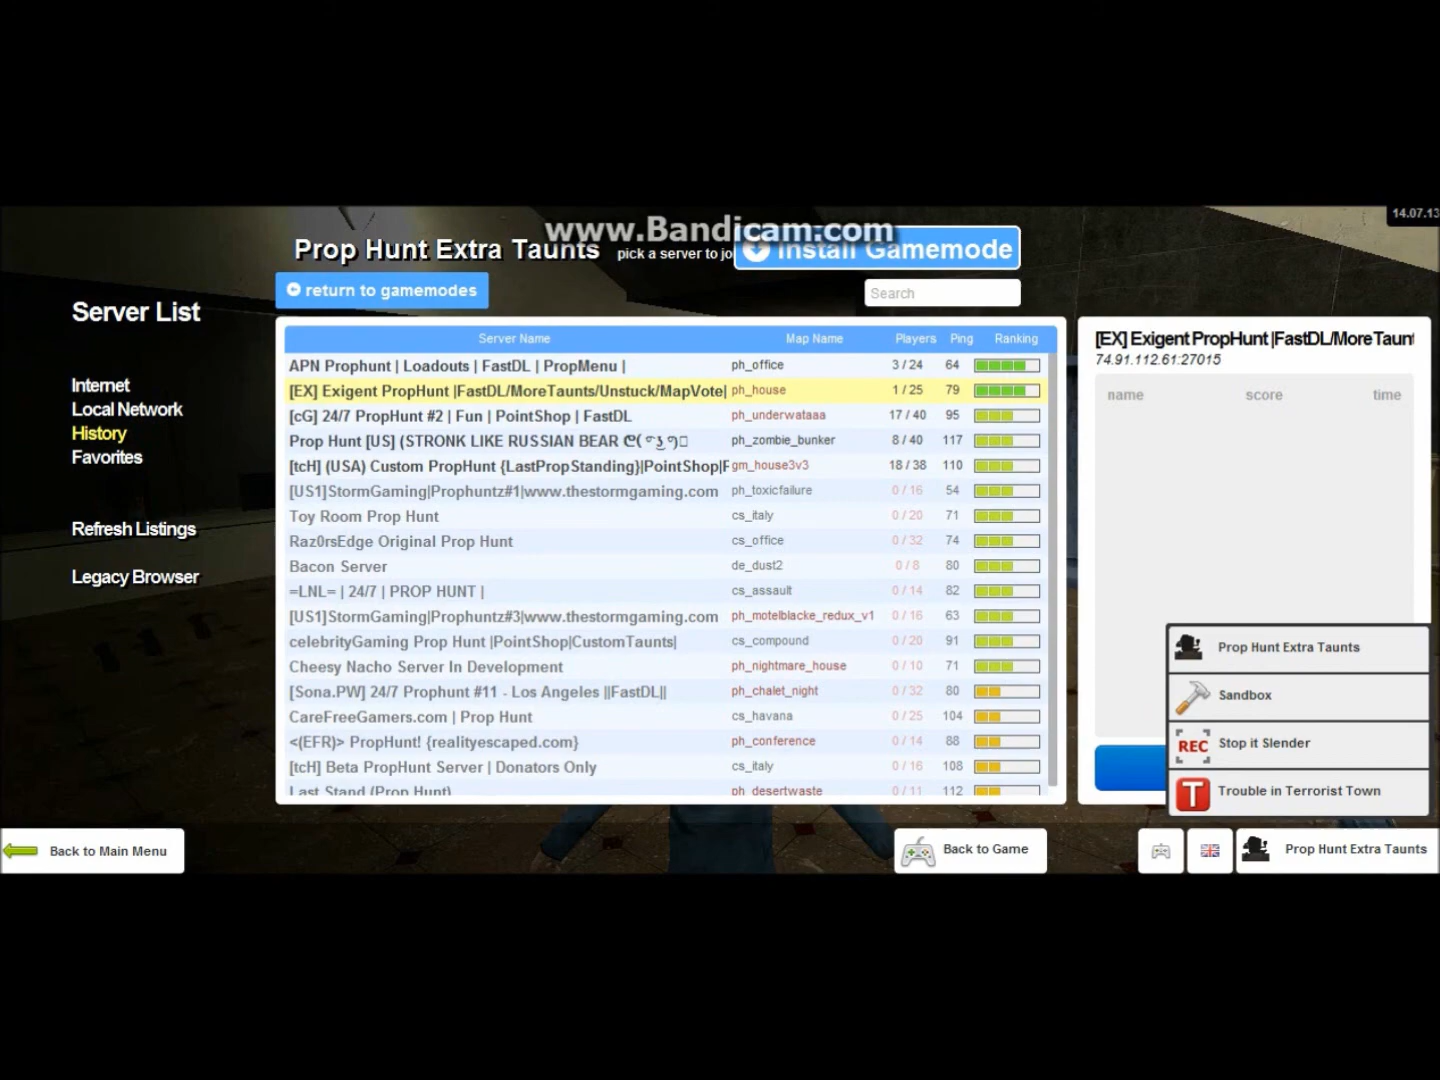 www.Bandicam.com
14.07.13
Prop Hunt Extra Taunts pick a server to jo Install Gamemode
return to gamemodes
Search
Server List
Internet
Local Network
History
Favorites
Refresh Listings
Legacy Browser
Server Name Map Name Players Ping Ranking
APN Prophunt | Loadouts | FastDL | PropMenu | ph_office 3 / 24 64
[EX] Exigent PropHunt |FastDL/MoreTaunts/Unstuck/MapVote| ph_house 1 / 25 79
[cG] 24/7 PropHunt #2 | Fun | PointShop | FastDL ph_underwataaa 17 / 40 95
Prop Hunt [US] (STRONK LIKE RUSSIAN BEAR ph_zombie_bunker 8 / 40 117
[tcH] (USA) Custom PropHunt {LastPropStanding}|PointShop|F gm_house3v3 18 / 38 110
[US1]StormGaming|Prophuntz#1|www.thestormgaming.com ph_toxicfailure 0 / 16 54
Toy Room Prop Hunt cs_italy 0 / 20 71
Raz0rsEdge Original Prop Hunt cs_office 0 / 32 74
Bacon Server de_dust2 0 / 8 80
=LNL= | 24/7 | PROP HUNT | cs_assault 0 / 14 82
[US1]StormGaming|Prophuntz#3|www.thestormgaming.com ph_motelblacke_redux_v1 0 / 16 63
celebrityGaming Prop Hunt |PointShop|CustomTaunts| cs_compound 0 / 20 91
Cheesy Nacho Server In Development ph_nightmare_house 0 / 10 71
[Sona.PW] 24/7 Prophunt #11 - Los Angeles ||FastDL|| ph_chalet_night 0 / 32 80
CareFreeGamers.com | Prop Hunt cs_havana 0 / 25 104
<(EFR)> PropHunt! {realityescaped.com} ph_conference 0 / 14 88
[tcH] Beta PropHunt Server | Donators Only cs_italy 0 / 16 108
Last Stand (Prop Hunt) ph_desertwaste 0 / 11 112
[EX] Exigent PropHunt |FastDL/MoreTaunt
74.91.112.61:27015
name score time
Prop Hunt Extra Taunts
Sandbox
REC Stop it Slender
T Trouble in Terrorist Town
Back to Main Menu
Back to Game
Prop Hunt Extra Taunts